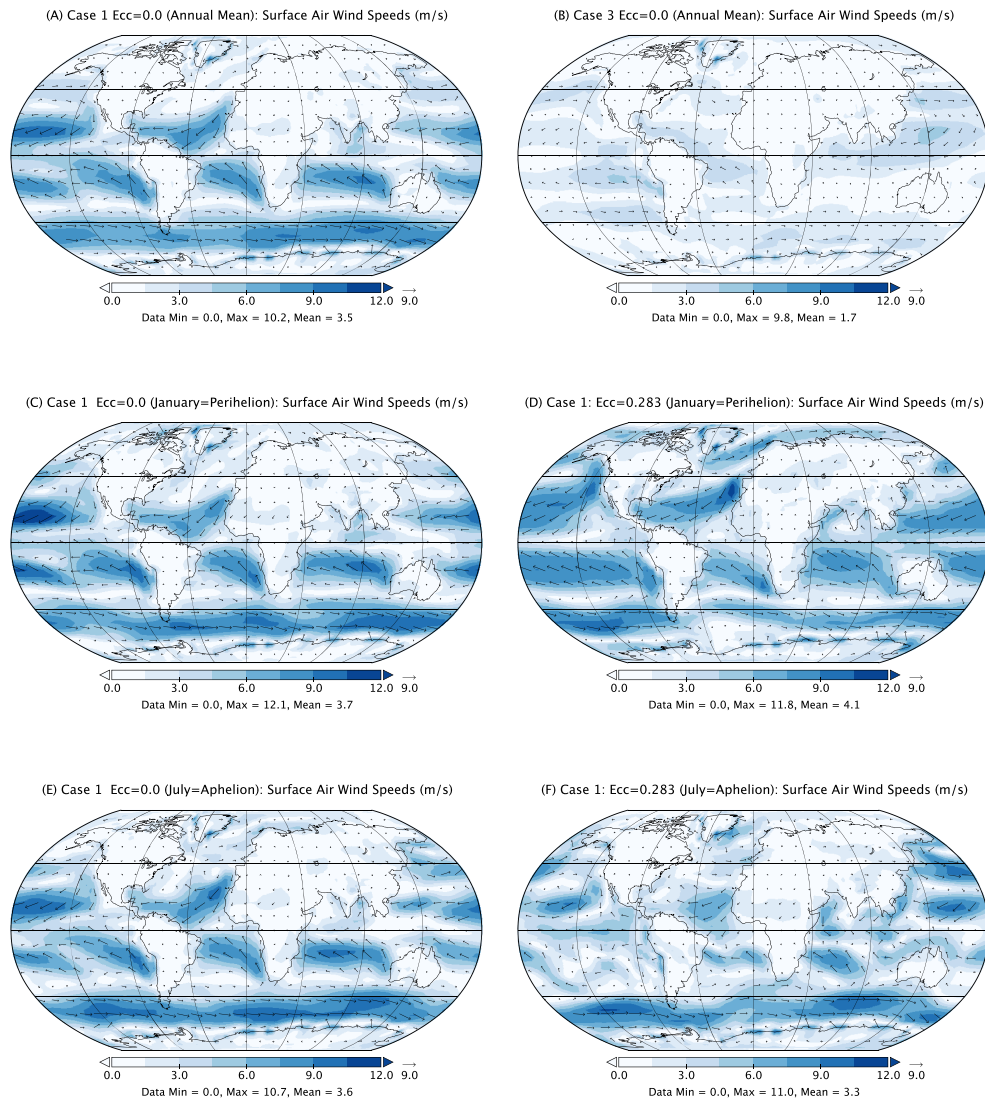 (A) Case 1 Ecc=0.0 (Annual Mean): Surface Air Wind Speeds (m/s)
0.0 3.0 6.0 9.0 12.0 9.0
Data Min = 0.0, Max = 10.2, Mean = 3.5
(B) Case 3 Ecc=0.0 (Annual Mean): Surface Air Wind Speeds (m/s)
0.0 3.0 6.0 9.0 12.0 9.0
Data Min = 0.0, Max = 9.8, Mean = 1.7
(C) Case 1 Ecc=0.0 (January=Perihelion): Surface Air Wind Speeds (m/s)
0.0 3.0 6.0 9.0 12.0 9.0
Data Min = 0.0, Max = 12.1, Mean = 3.7
(D) Case 1: Ecc=0.283 (January=Perihelion): Surface Air Wind Speeds (m/s)
0.0 3.0 6.0 9.0 12.0 9.0
Data Min = 0.0, Max = 11.8, Mean = 4.1
(E) Case 1 Ecc=0.0 (July=Aphelion): Surface Air Wind Speeds (m/s)
0.0 3.0 6.0 9.0 12.0 9.0
Data Min = 0.0, Max = 10.7, Mean = 3.6
(F) Case 1: Ecc=0.283 (July=Aphelion): Surface Air Wind Speeds (m/s)
0.0 3.0 6.0 9.0 12.0 9.0
Data Min = 0.0, Max = 11.0, Mean = 3.3